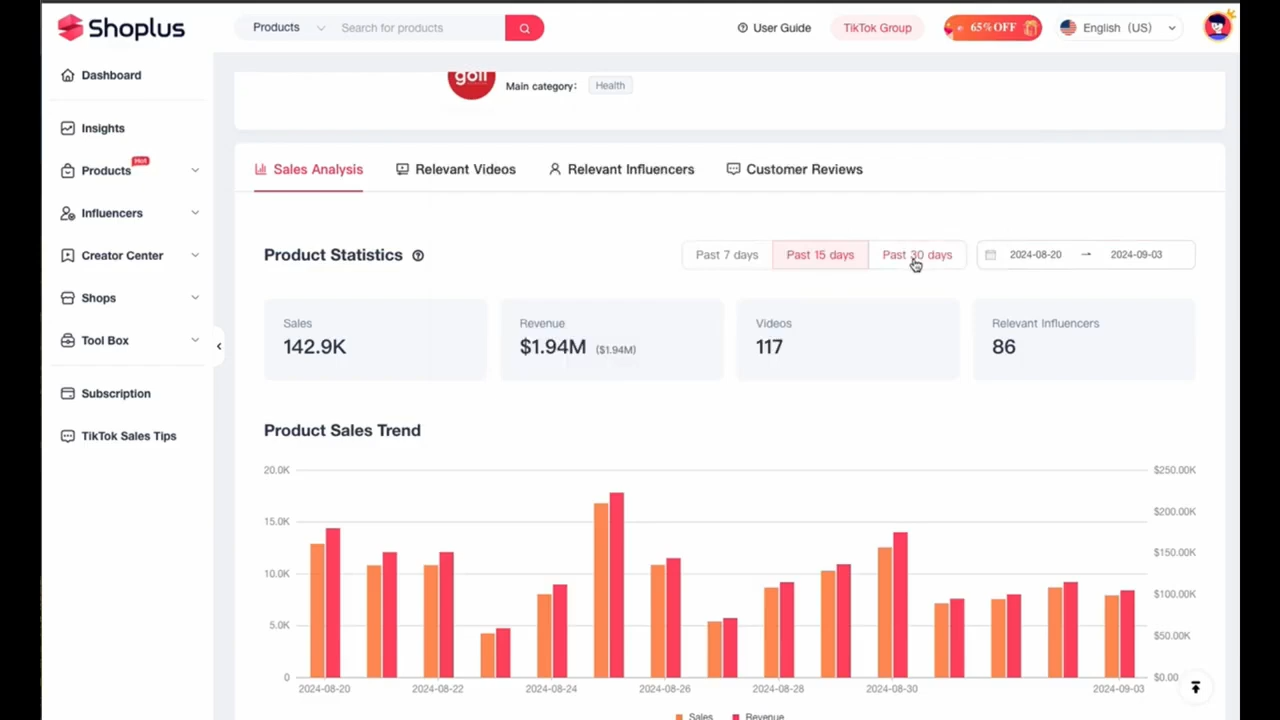 Shoplus
Products
Search for products
User Guide
TikTok Group
65%OFF
English (US)
Dashboard
Insights
Products
Hot
Influencers
Creator Center
Shops
Tool Box
Subscription
TikTok Sales Tips
goli
Main category:
Health
Sales Analysis
Relevant Videos
Relevant Influencers
Customer Reviews
Product Statistics
Past 7 days
Past 15 days
Past 30 days
2024-08-20 → 2024-09-03
Sales
142.9K
Revenue
$1.94M ($1.94M)
Videos
117
Relevant Influencers
86
Product Sales Trend
20.0K
15.0K
10.0K
5.0K
0
$250.00K
$200.00K
$150.00K
$100.00K
$50.00K
$0.00
2024-08-20
2024-08-22
2024-08-24
2024-08-26
2024-08-28
2024-08-30
2024-09-03
Sales
Revenue